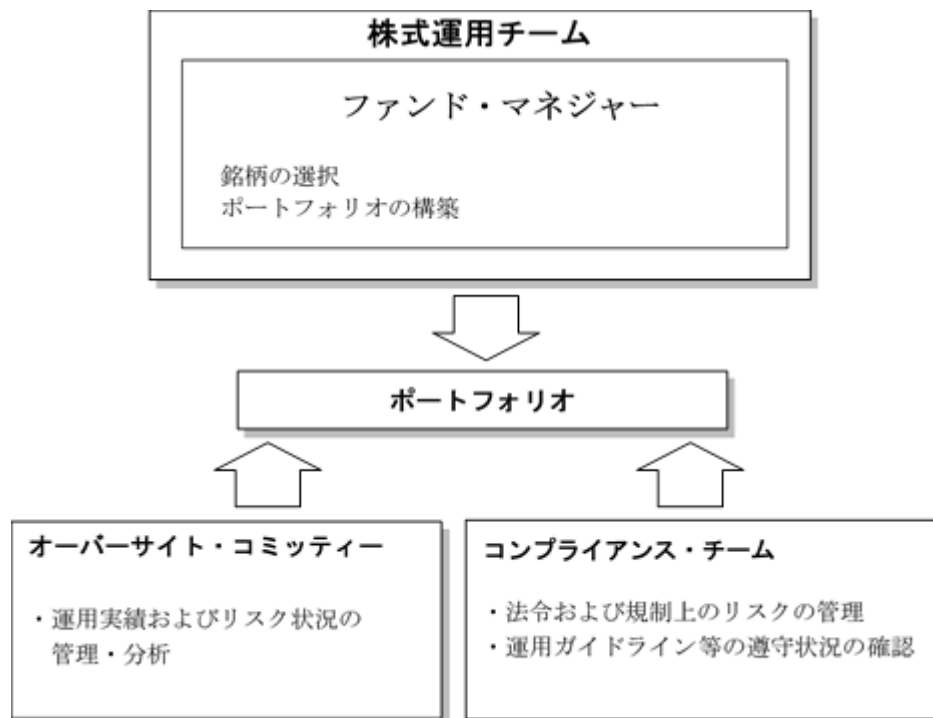 株式運用チーム
ファンド・マネジャー
銘柄の選択
ポートフォリオの構築
ポートフォリオ
オーバーサイト・コミッティー
・運用実績およびリスク状況の
管理・分析
コンプライアンス・チーム
・法令および規制上のリスクの管理
・運用ガイドライン等の遵守状況の確認